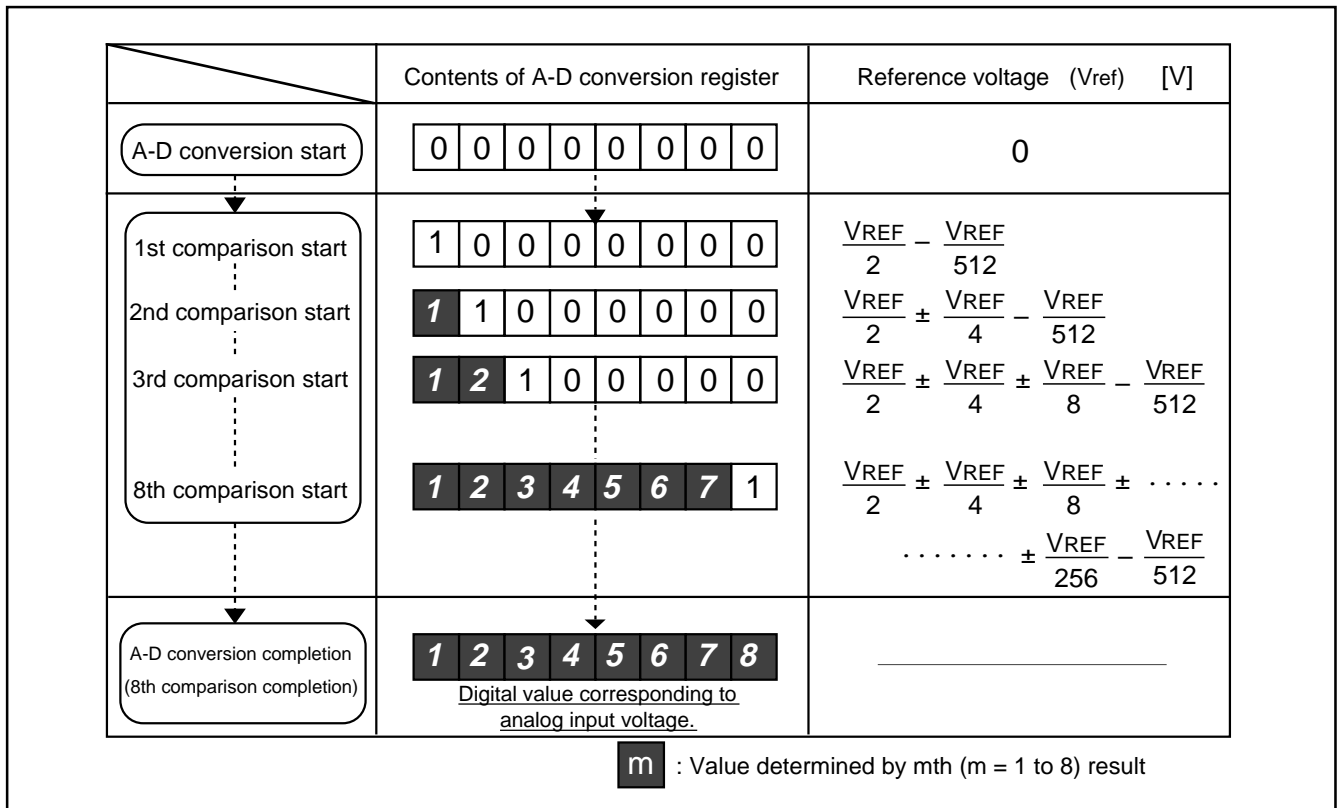 Contents of A-D conversion register Reference voltage (Vref) [V]
A-D conversion start 0 0 0 0 0 0 0 0 0
1st comparison start 1 0 0 0 0 0 0 0 VREF/2 – VREF/512
2nd comparison start 1 1 0 0 0 0 0 0 VREF/2 ± VREF/4 – VREF/512
3rd comparison start 1 2 1 0 0 0 0 0 VREF/2 ± VREF/4 ± VREF/8 – VREF/512
8th comparison start 1 2 3 4 5 6 7 1 VREF/2 ± VREF/4 ± VREF/8 ± ·····
······· ± VREF/256 – VREF/512
A-D conversion completion
(8th comparison completion)
1 2 3 4 5 6 7 8
Digital value corresponding to
analog input voltage.
m : Value determined by mth (m = 1 to 8) result